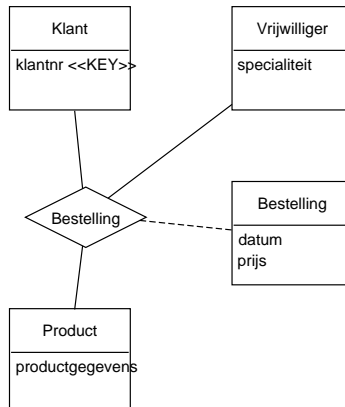 Klant
klantnr <<KEY>>
Vrijwilliger
specialiteit
Bestelling
Bestelling
datum
prijs
Product
productgegevens